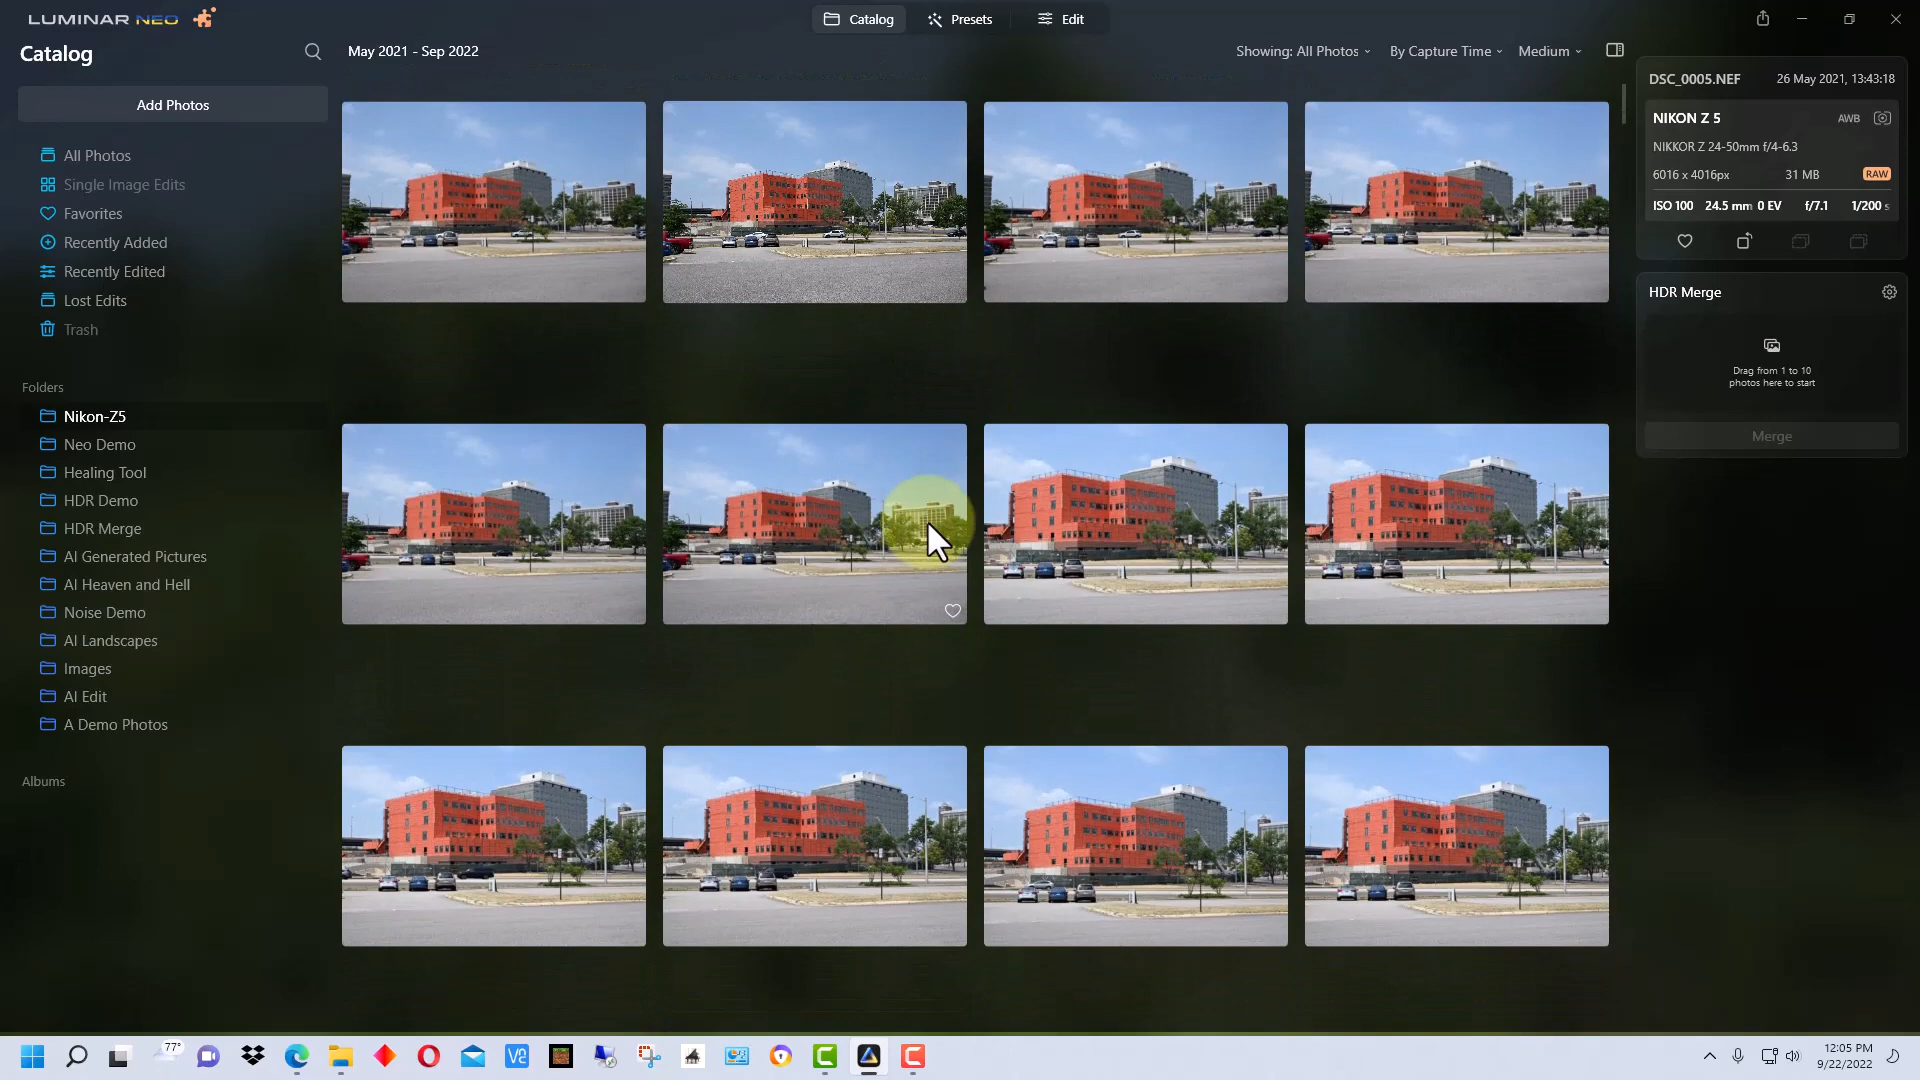 LUMINAR NEO
Catalog
Presets
Edit
Catalog
May 2021 - Sep 2022
Showing: All Photos
By Capture Time
Medium
Add Photos
All Photos
Single Image Edits
Favorites
Recently Added
Recently Edited
Lost Edits
Trash
Folders
Nikon-Z5
Neo Demo
Healing Tool
HDR Demo
HDR Merge
AI Generated Pictures
AI Heaven and Hell
Noise Demo
AI Landscapes
Images
AI Edit
A Demo Photos
Albums
DSC_0005.NEF
26 May 2021, 13:43:18
NIKON Z 5
AWB
NIKKOR Z 24-50mm f/4-6.3
6016 x 4016px
31 MB
RAW
ISO 100
24.5 mm
0 EV
f/7.1
1/200 s
HDR Merge
Drag from 1 to 10
photos here to start
Merge
77°
12:05 PM
9/22/2022